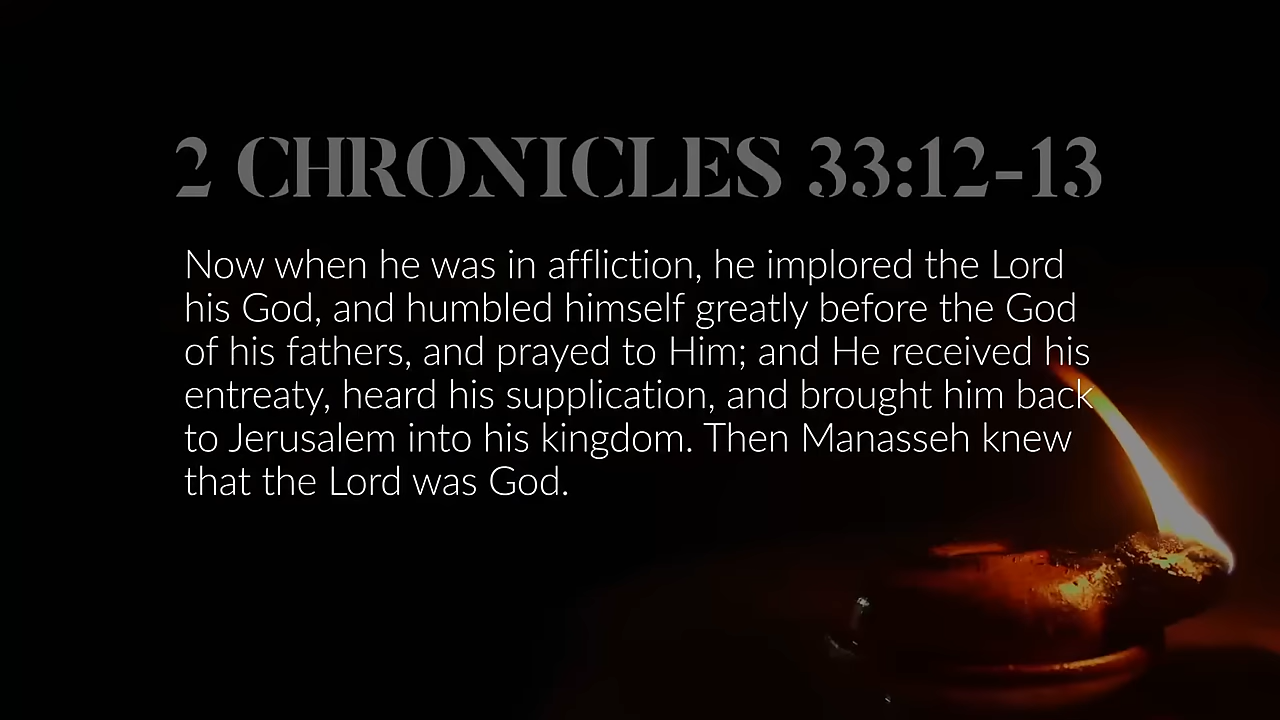 2 CHRONICLES 33:12-13
Now when he was in affliction, he implored the Lord
his God, and humbled himself greatly before the God
of his fathers, and prayed to Him; and He received his
entreaty, heard his supplication, and brought him back
to Jerusalem into his kingdom. Then Manasseh knew
that the Lord was God.